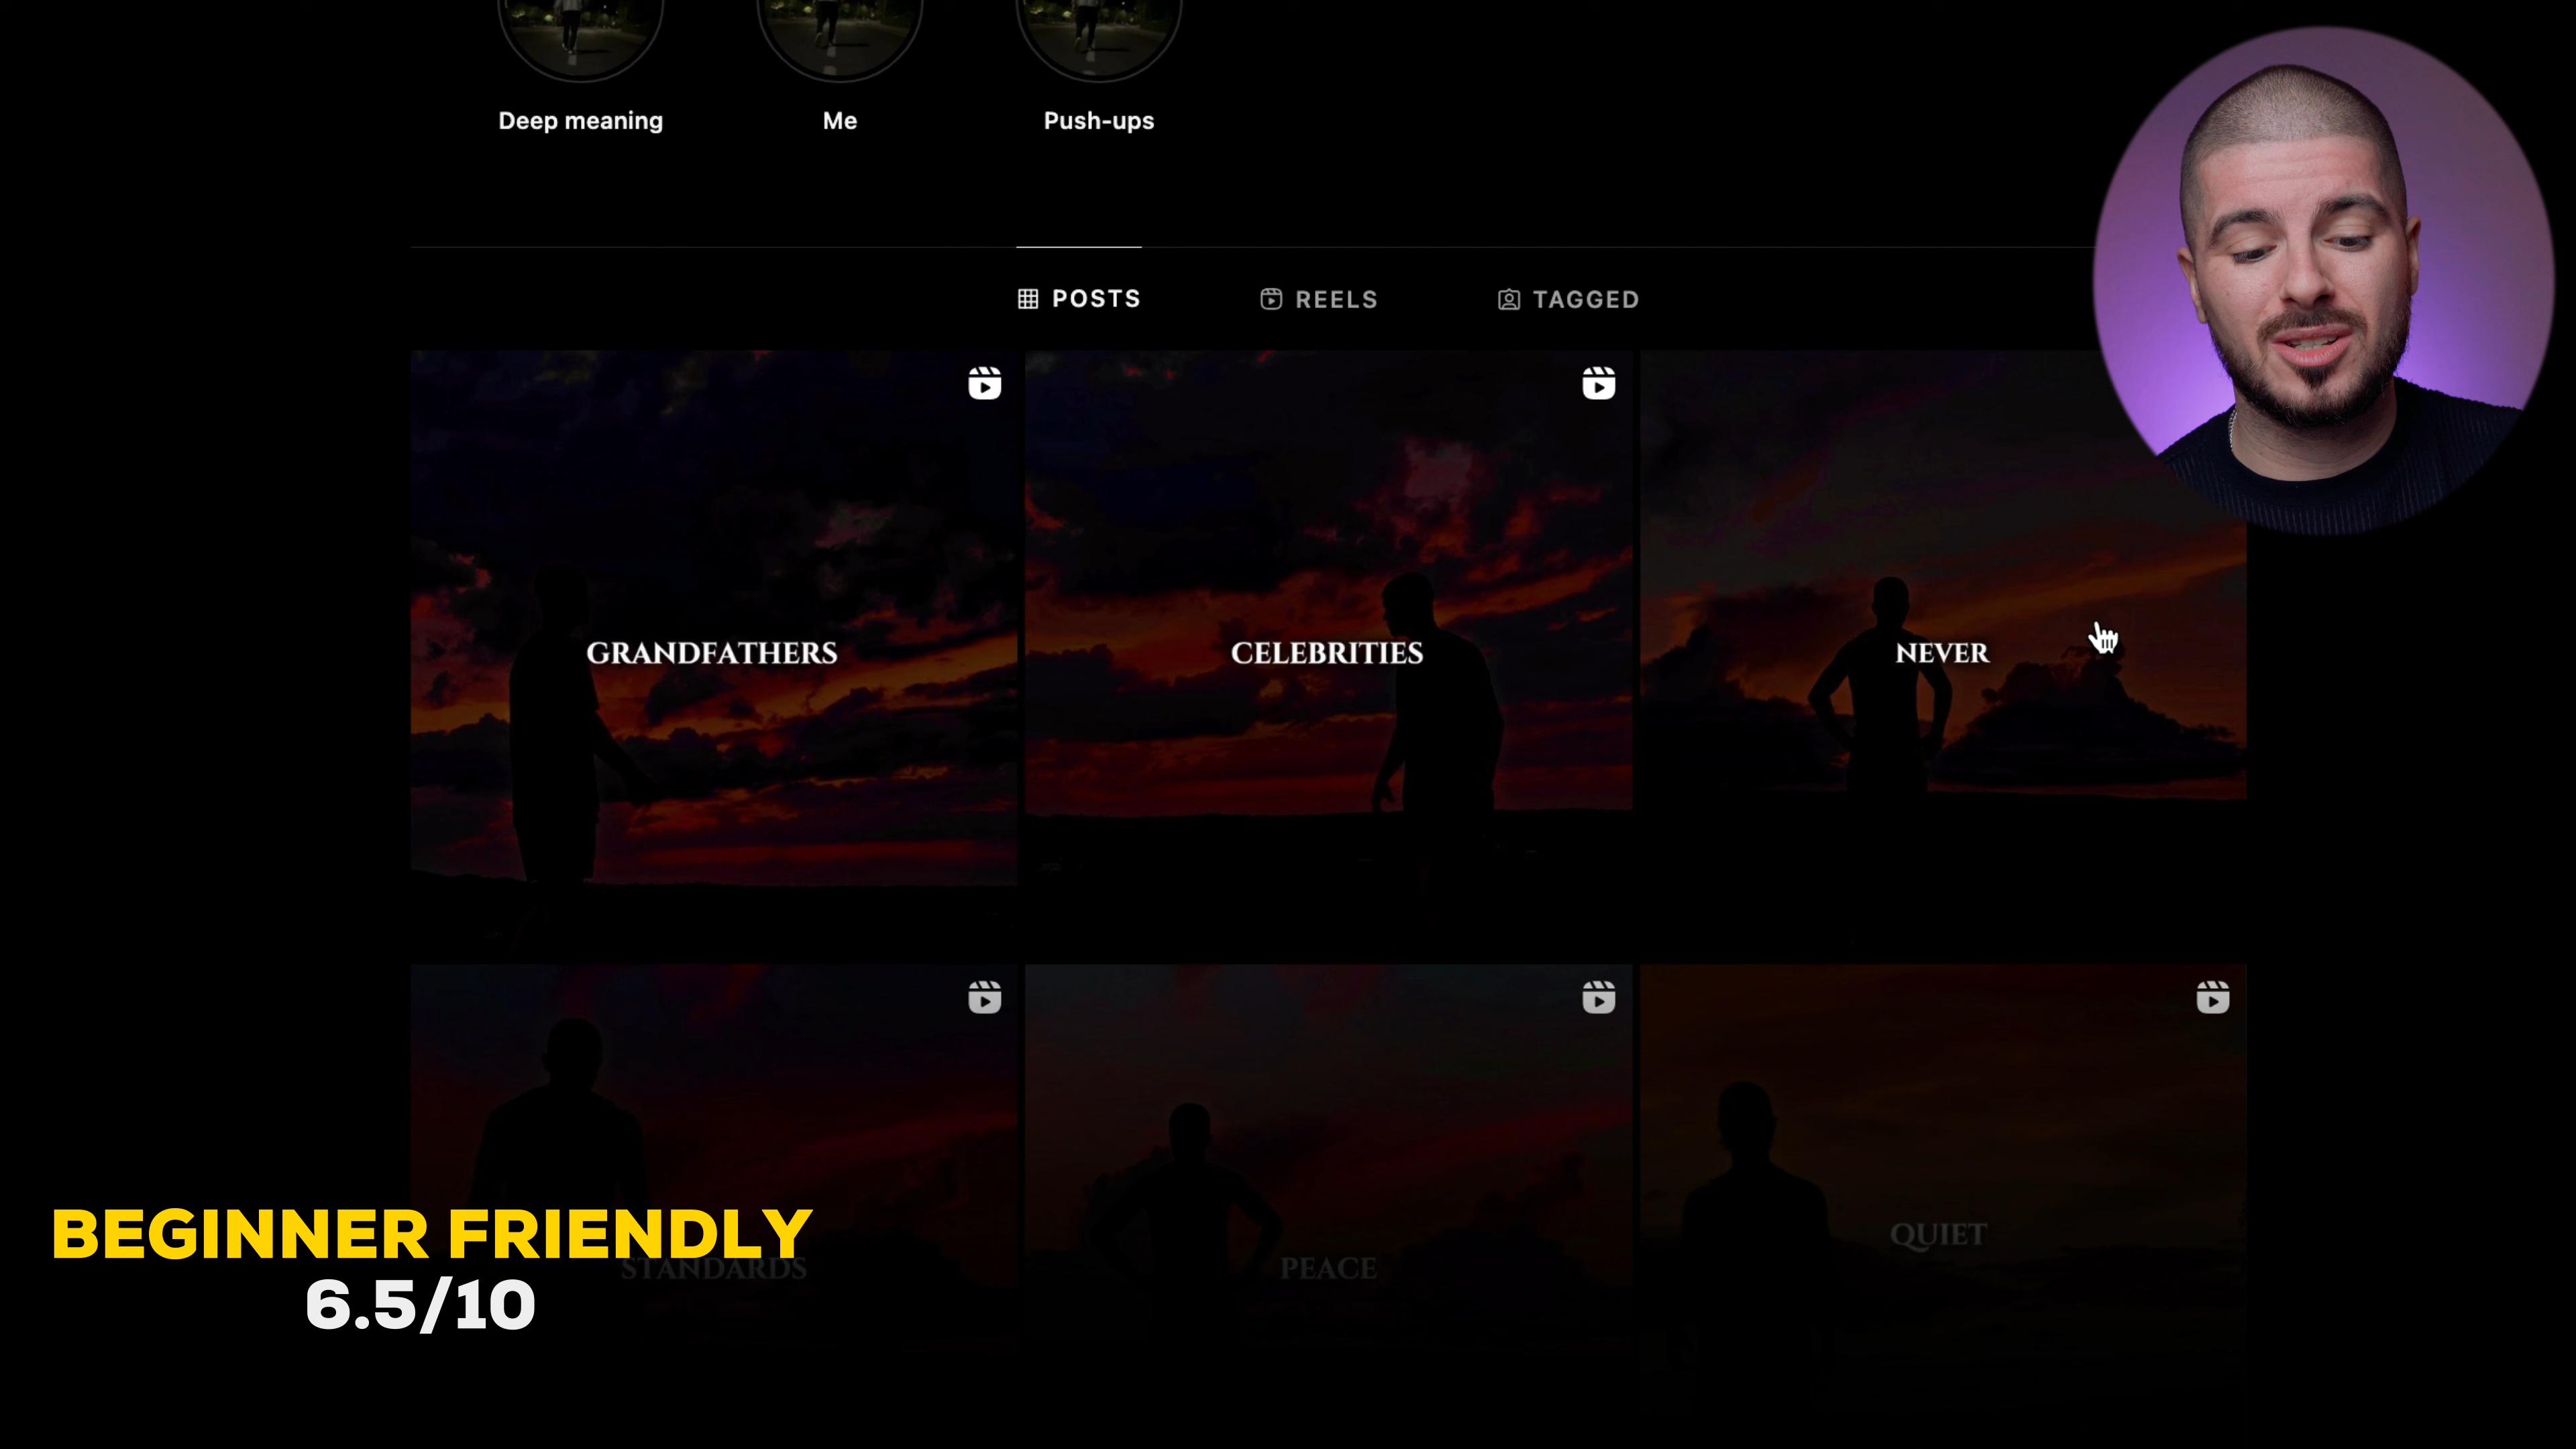 Deep meaning
Me
Push-ups
POSTS
REELS
TAGGED
GRANDFATHERS
CELEBRITIES
NEVER
STANDARDS
PEACE
QUIET
BEGINNER FRIENDLY
6.5/10